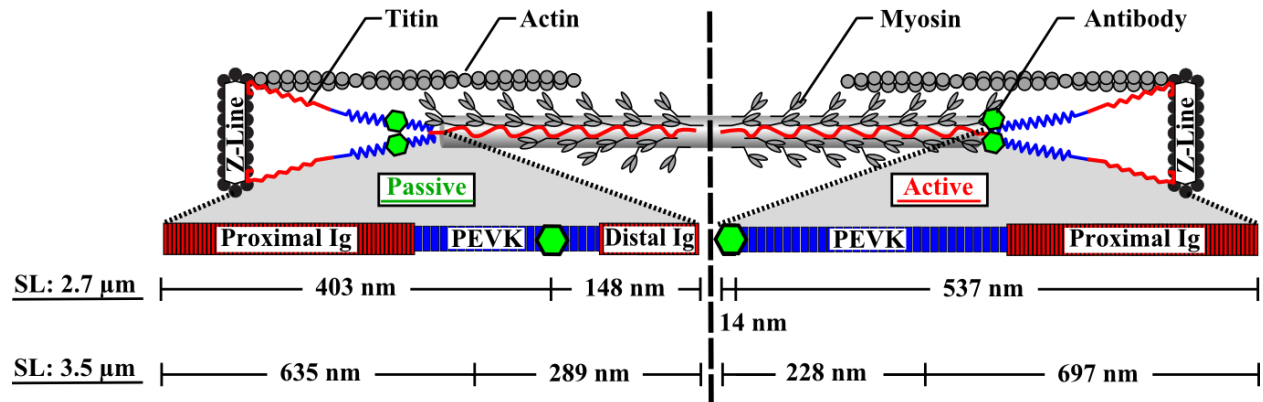 Titin
Actin
Myosin
Antibody
Z-Line
Z-Line
Passive
Active
Proximal Ig
PEVK
Distal Ig
PEVK
Proximal Ig
SL: 2.7 µm
403 nm
148 nm
537 nm
14 nm
SL: 3.5 µm
635 nm
289 nm
228 nm
697 nm